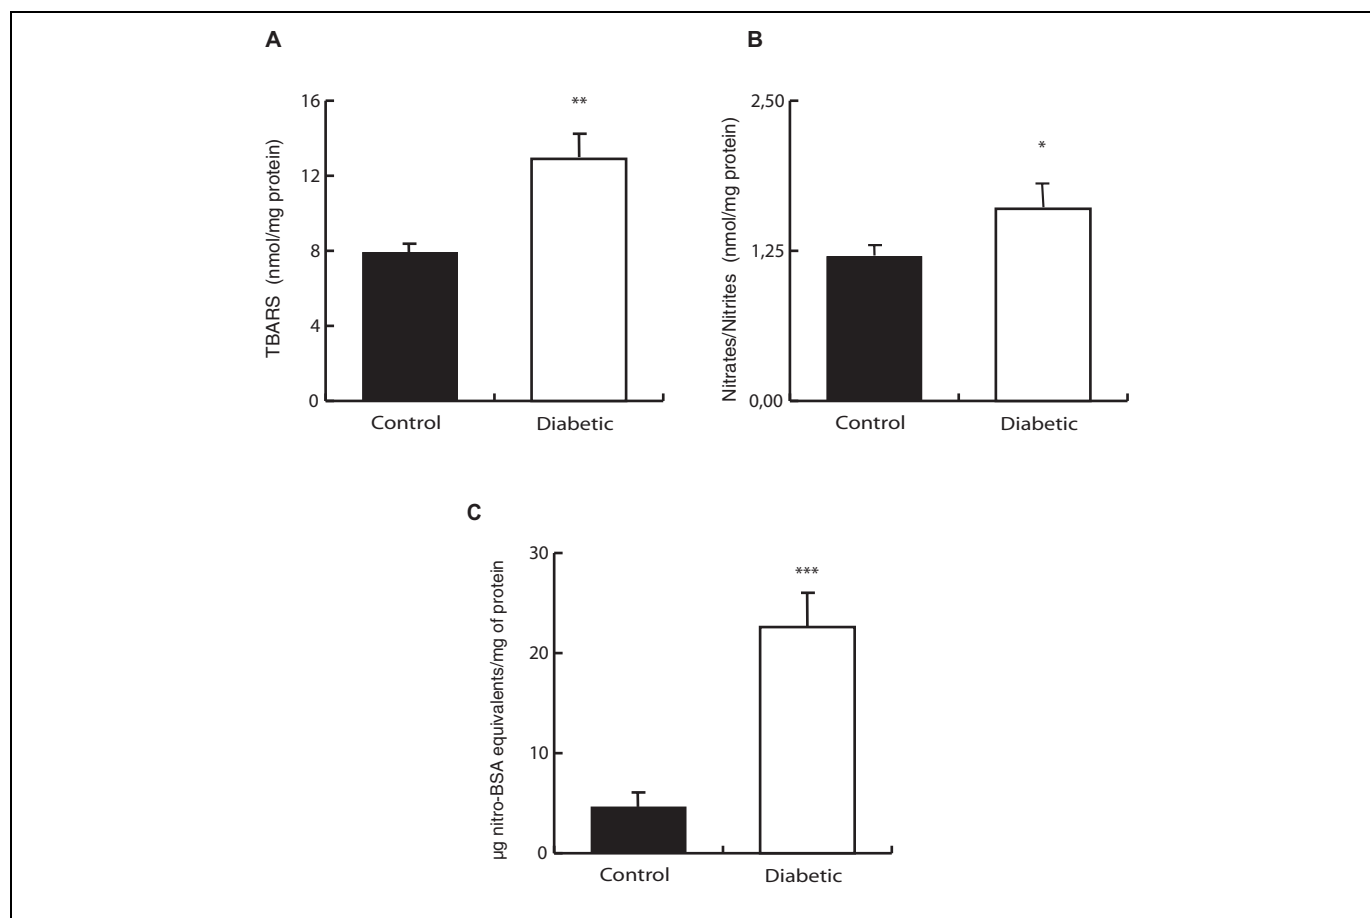 A
TBARS (nmol/mg protein)
16
12
8
4
0
**
Control
Diabetic
B
Nitrates/Nitrites (nmol/mg protein)
2,50
1,25
0,00
*
Control
Diabetic
C
µg nitro-BSA equivalents/mg of protein
30
20
10
0
***
Control
Diabetic